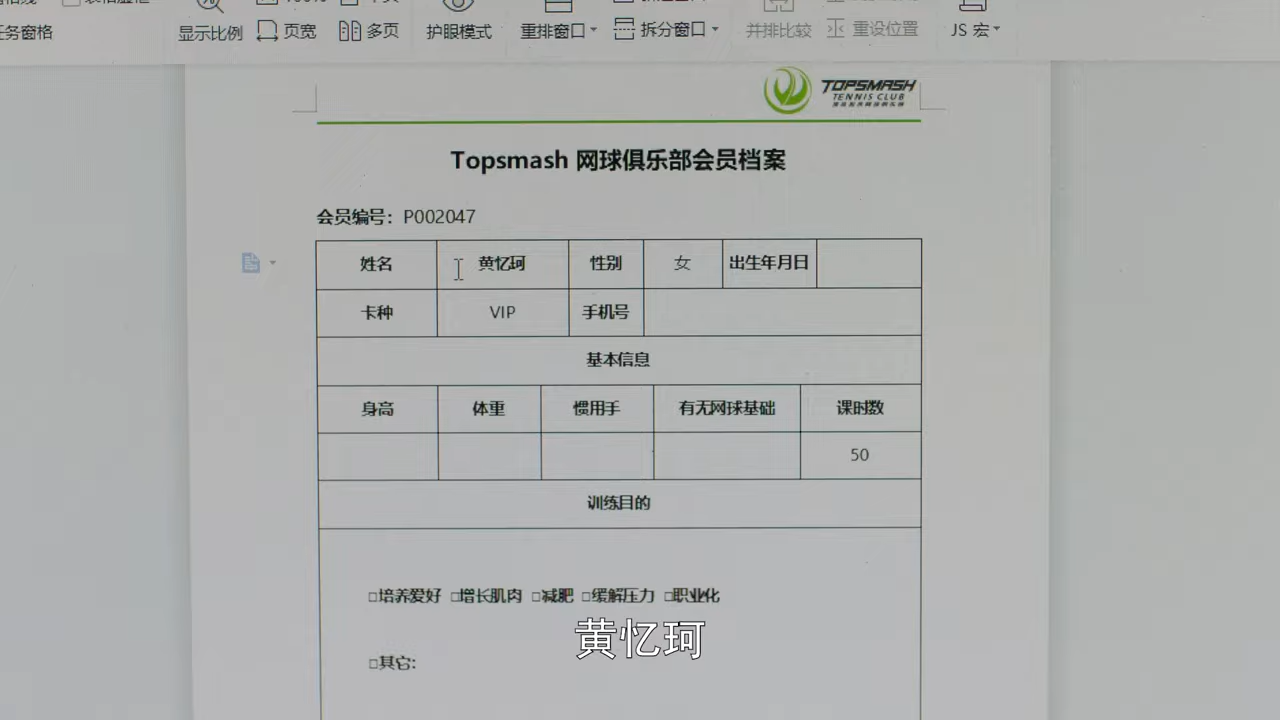 任务窗格
显示比例 页宽 多页 护眼模式 重排窗口 拆分窗口 并排比较 重设位置 JS 宏
TOPSMASH
TENNIS CLUB
Topsmash 网球俱乐部会员档案
会员编号：P002047
姓名 黄忆珂 性别 女 出生年月日
卡种 VIP 手机号
基本信息
身高 体重 惯用手 有无网球基础 课时数
50
训练目的
□培养爱好 □增长肌肉 □减肥 □缓解压力 □职业化
黄忆珂
□其它: